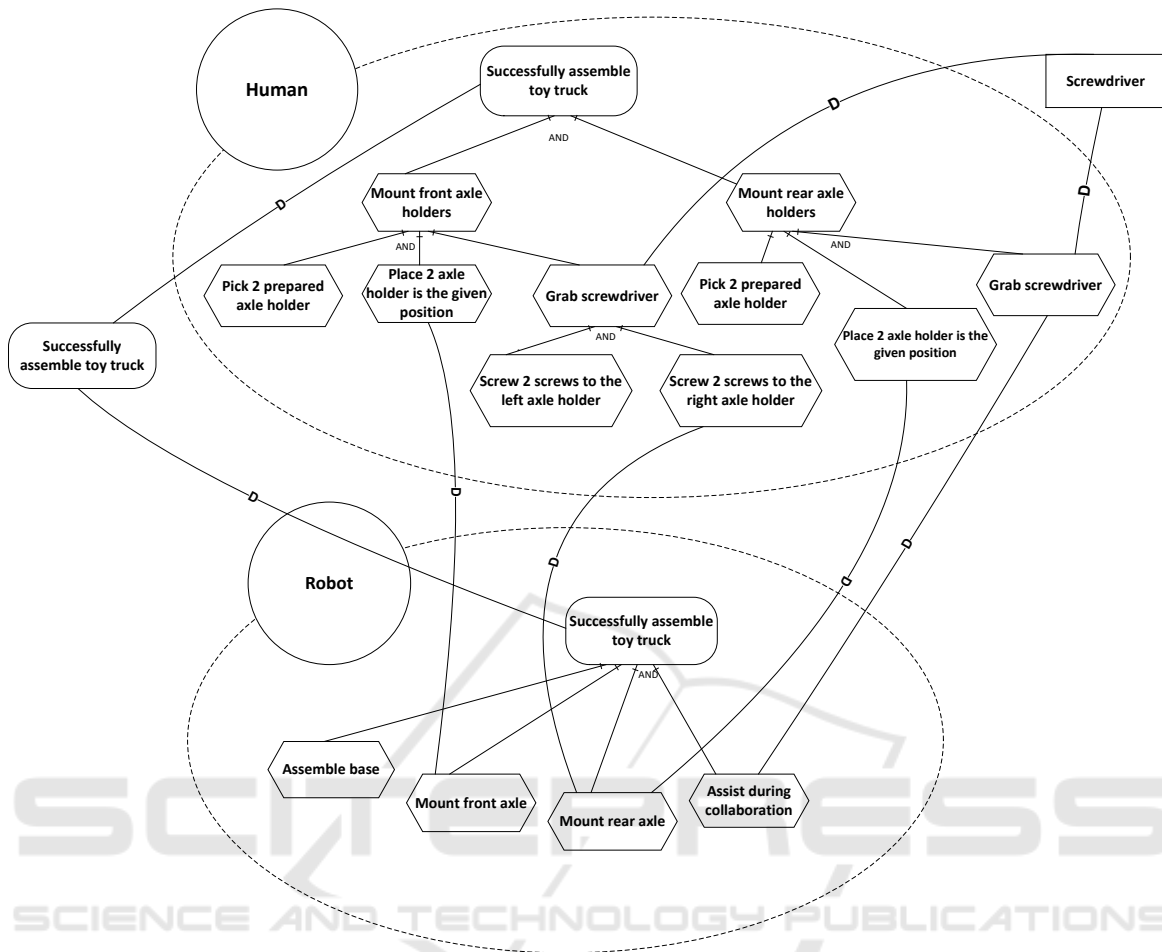 Human
Successfully assemble
toy truck
Screwdriver
D
AND
D
D
Mount front axle
holders
Mount rear axle
holders
AND
AND
Pick 2 prepared
axle holder
Place 2 axle
holder is the given
position
Grab screwdriver
Pick 2 prepared
axle holder
Grab screwdriver
Successfully
assemble toy truck
AND
Place 2 axle holder is the
given position
Screw 2 screws to the
left axle holder
Screw 2 screws to the
right axle holder
D
D
D
D
D
Robot
Successfully assemble
toy truck
AND
Assemble base
Mount front axle
Mount rear axle
Assist during
collaboration
SCITEPRESS
SCIENCE AND TECHNOLOGY PUBLICATIONS